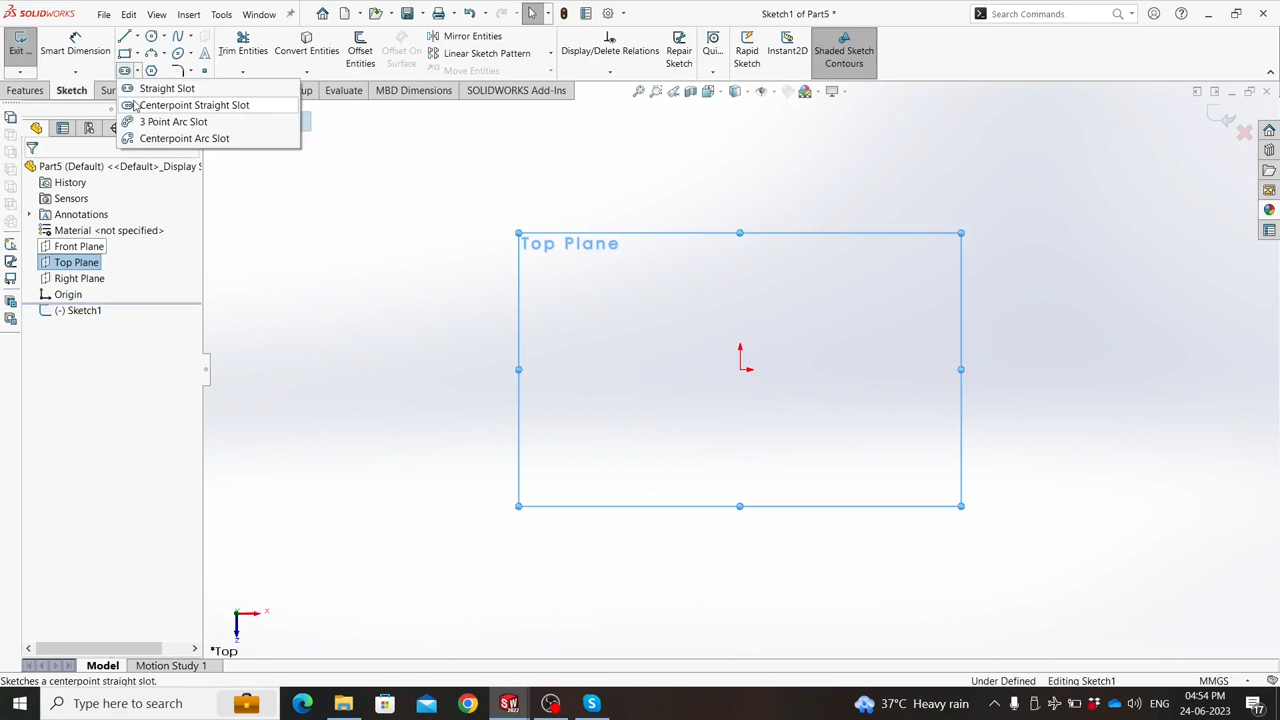 SOLIDWORKS File Edit View Insert Tools Window Sketch1 of Part5 Search Commands
Exit ... Smart Dimension Trim Entities Convert Entities Offset Entities Offset On Surface Mirror Entities Linear Sketch Pattern Move Entities Display/Delete Relations Repair Sketch Qui... Rapid Sketch Instant2D Shaded Sketch Contours
Features Sketch Sur Evaluate MBD Dimensions SOLIDWORKS Add-Ins
Straight Slot
Centerpoint Straight Slot
3 Point Arc Slot
Centerpoint Arc Slot
Part5 (Default) <<Default>_Display S
History
Sensors
Annotations
Material <not specified>
Front Plane
Top Plane
Right Plane
Origin
(-) Sketch1
Top Plane
x
z
*Top
Model Motion Study 1
Sketches a centerpoint straight slot. Under Defined Editing Sketch1 MMGS
Type here to search 37°C Heavy rain ENG 04:54 PM
24-06-2023